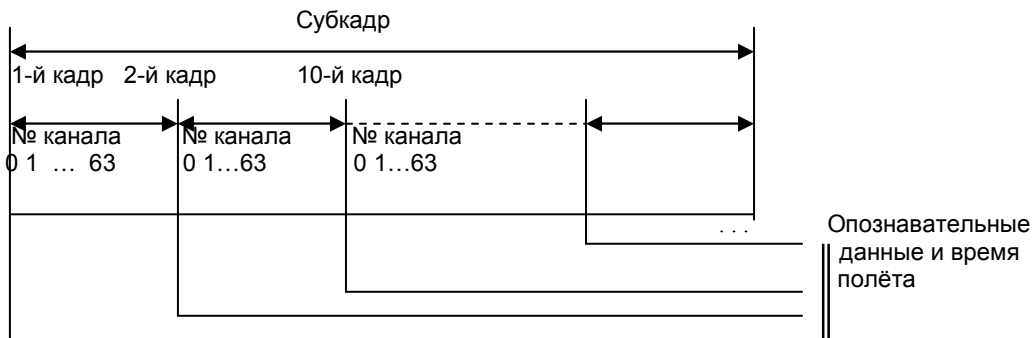 Субкадр
1-й кадр 2-й кадр 10-й кадр
№ канала № канала № канала
0 1 … 63 0 1…63 0 1…63
. . .
Опознавательные
данные и время
полёта